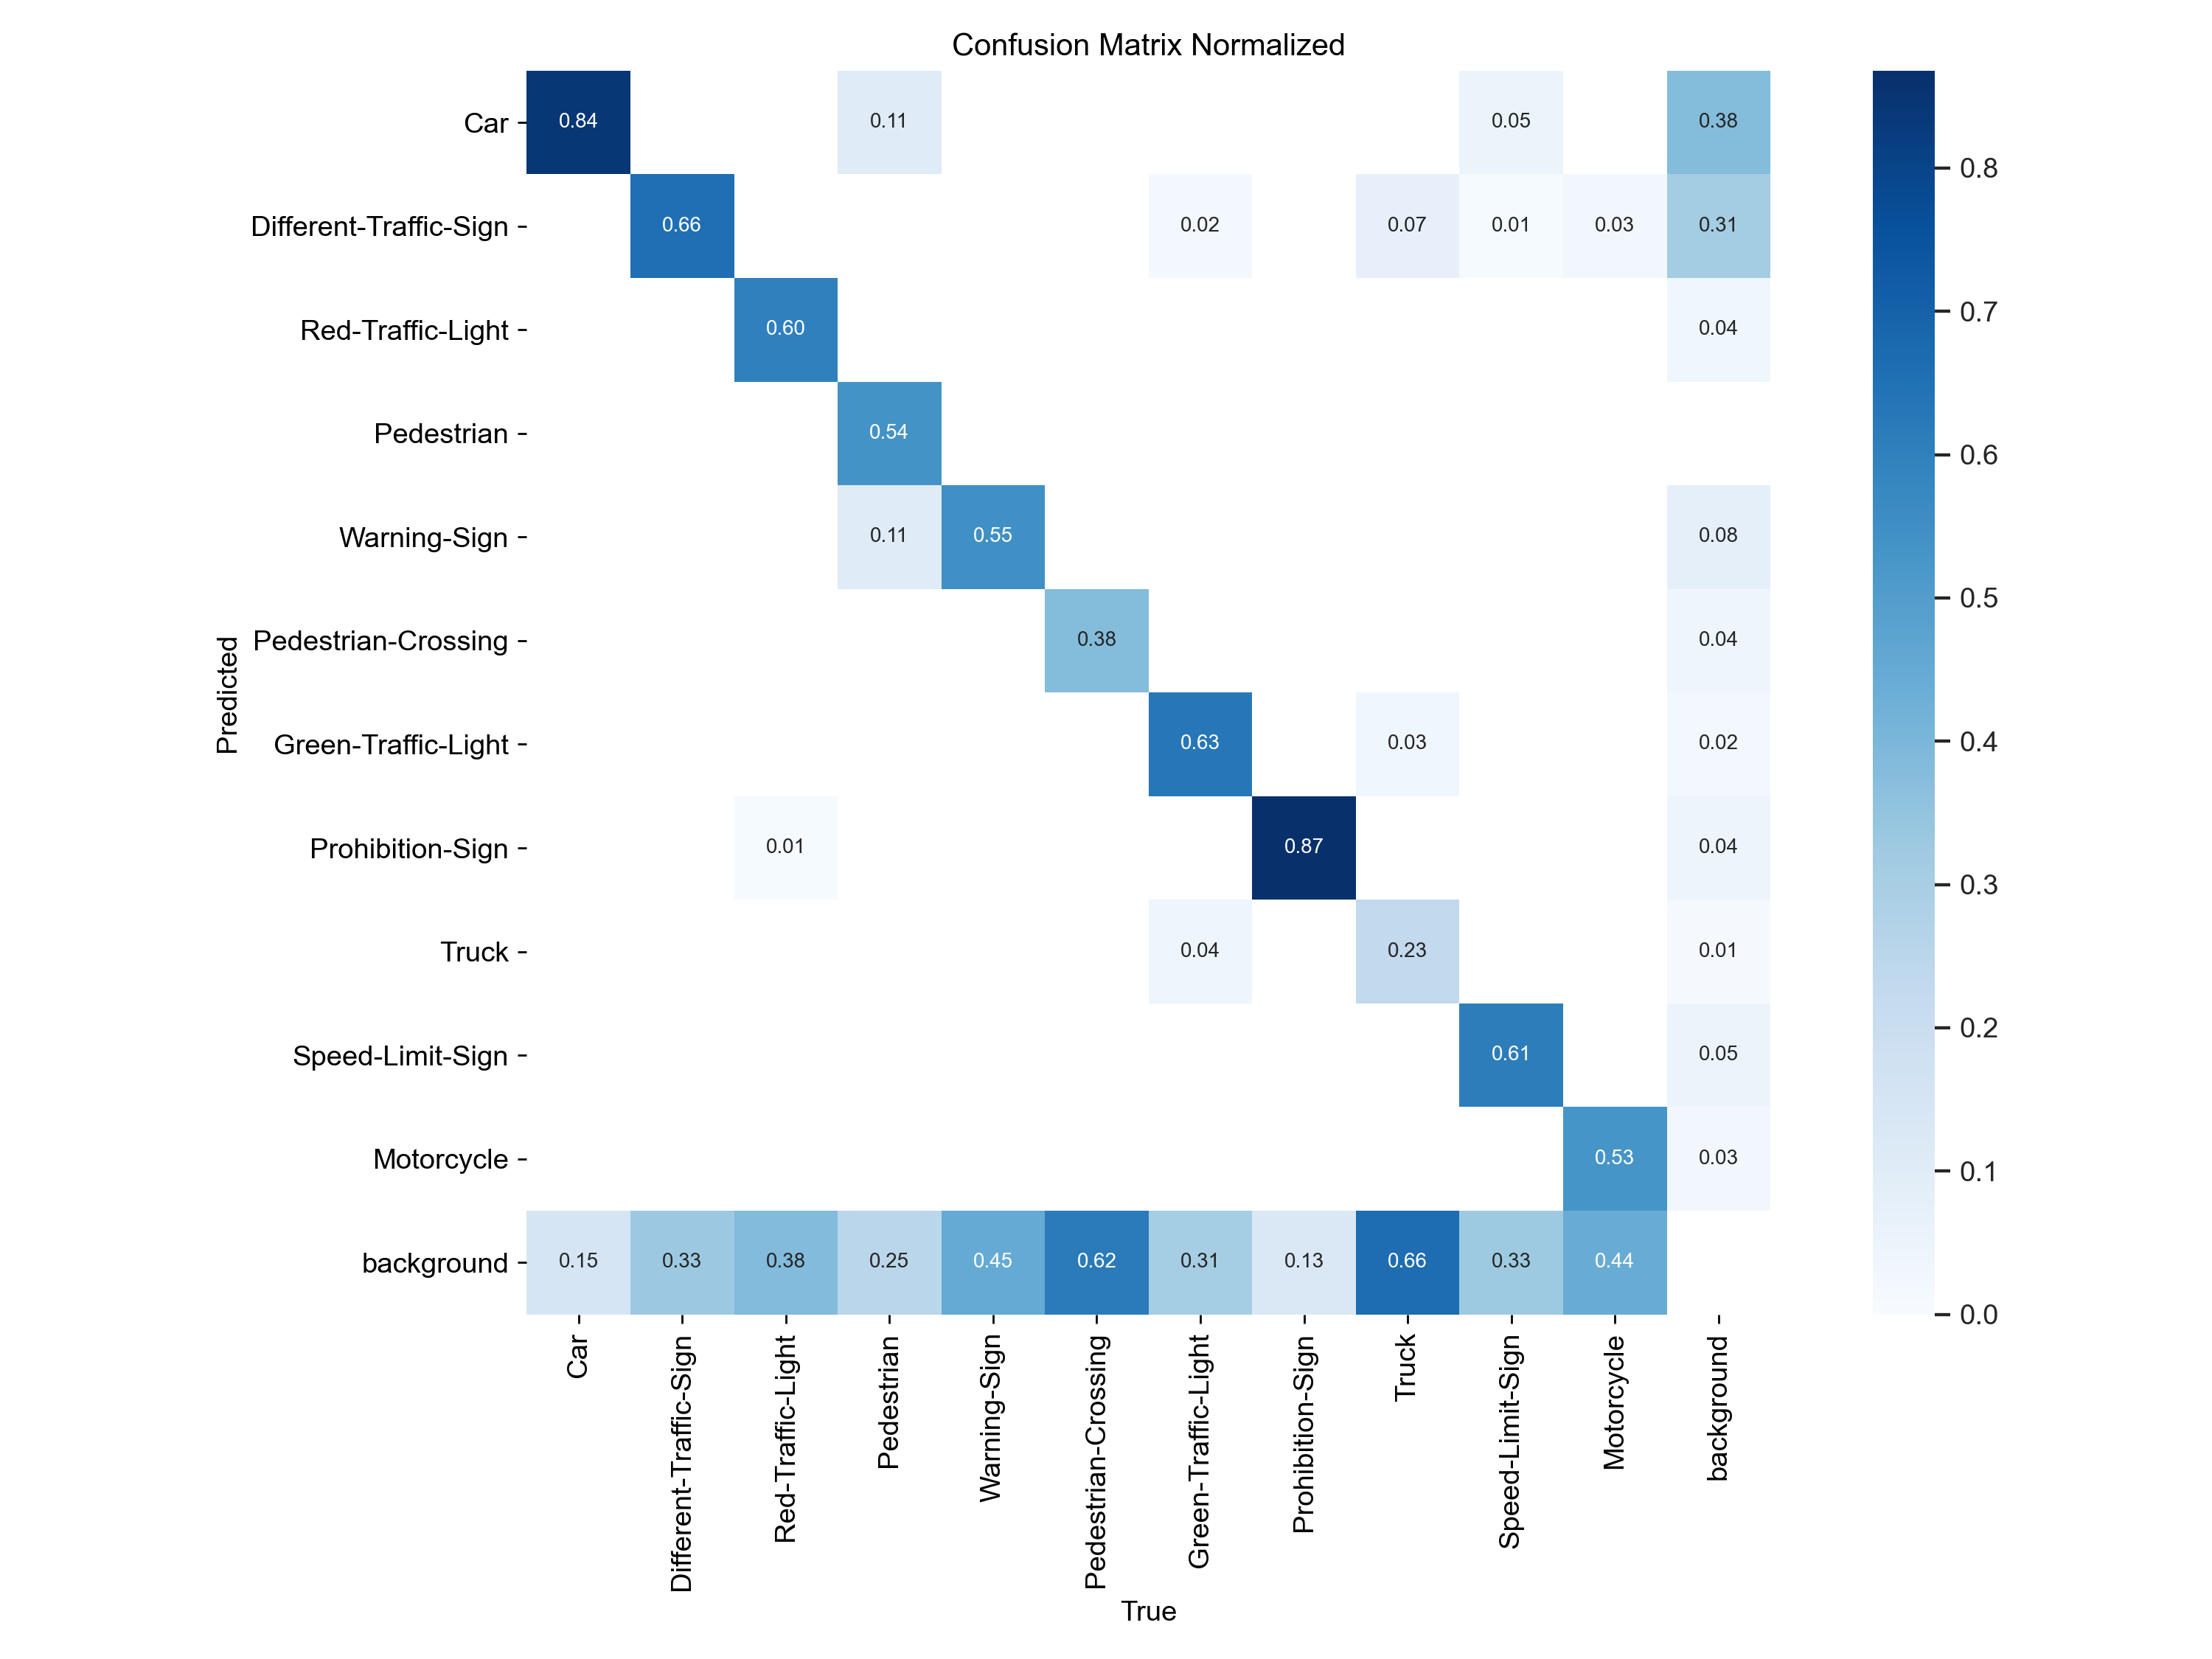 Confusion Matrix Normalized
Car 0.84 0.11 0.05 0.38
Different-Traffic-Sign 0.66 0.02 0.07 0.01 0.03 0.31
Red-Traffic-Light 0.60 0.04
Pedestrian 0.54
Warning-Sign 0.11 0.55 0.08
Pedestrian-Crossing 0.38 0.04
Green-Traffic-Light 0.63 0.03 0.02
Prohibition-Sign 0.01 0.87 0.04
Truck 0.04 0.23 0.01
Speed-Limit-Sign 0.61 0.05
Motorcycle 0.53 0.03
background 0.15 0.33 0.38 0.25 0.45 0.62 0.31 0.13 0.66 0.33 0.44
Predicted
Car
Different-Traffic-Sign
Red-Traffic-Light
Pedestrian
Warning-Sign
Pedestrian-Crossing
Green-Traffic-Light
Prohibition-Sign
Truck
Speed-Limit-Sign
Motorcycle
background
True
0.8
0.7
0.6
0.5
0.4
0.3
0.2
0.1
0.0